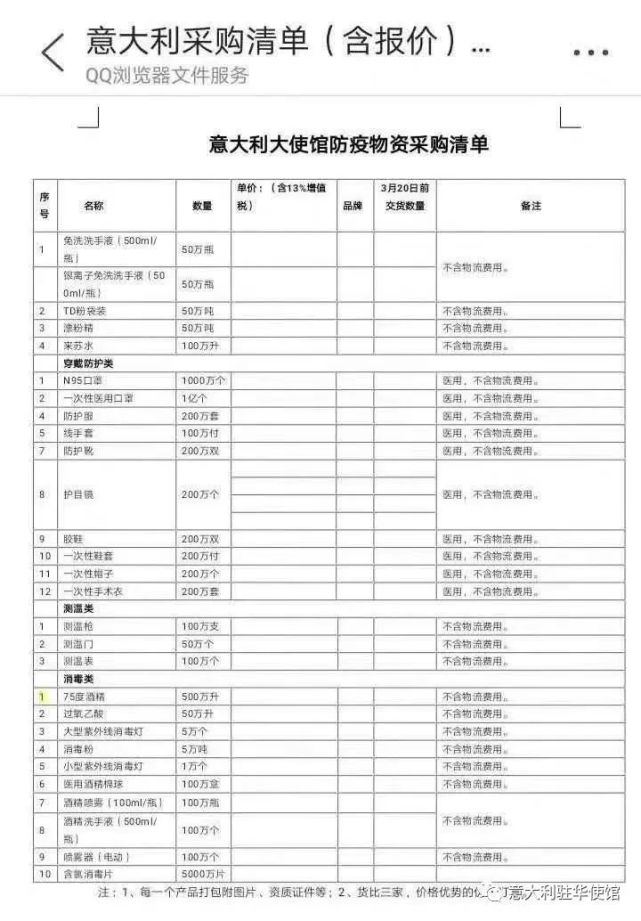 意大利采购清单（含报价）...
QQ浏览器文件服务
意大利大使馆防疫物资采购清单
序号 名称 数量 单价：（含13%增值税） 品牌 3月20日前交货数量 备注
1 免洗洗手液（500ml/瓶） 50万瓶 不含物流费用。
银离子免洗洗手液（500ml/瓶） 50万瓶
2 TD粉袋装 50万吨 不含物流费用。
3 漂粉精 50万吨 不含物流费用。
4 来苏水 100万升 不含物流费用。
穿戴防护类
1 N95口罩 1000万个 医用，不含物流费用。
2 一次性医用口罩 1亿个 医用，不含物流费用。
4 防护服 200万套 医用，不含物流费用。
5 线手套 100万付 医用，不含物流费用。
7 防护靴 200万双 医用，不含物流费用。
8 护目镜 200万个 医用，不含物流费用。
9 胶鞋 200万双 医用，不含物流费用。
10 一次性鞋套 200万付 医用，不含物流费用。
11 一次性帽子 200万个 医用，不含物流费用。
12 一次性手术衣 200万套 医用，不含物流费用。
测温类
1 测温枪 100万支 不含物流费用。
2 测温门 50万个 不含物流费用。
3 测温表 100万个 不含物流费用。
消毒类
1 75度酒精 500万升 不含物流费用。
2 过氧乙酸 50万升 不含物流费用。
3 大型紫外线消毒灯 5万个 不含物流费用。
4 消毒粉 5万吨 不含物流费用。
5 小型紫外线消毒灯 1万个 不含物流费用。
6 医用酒精棉球 100万盒 不含物流费用。
7 酒精喷雾（100ml/瓶） 100万瓶 不含物流费用。
8 酒精洗手液（500ml/瓶） 100万个
9 喷雾器（电动） 100万个 不含物流费用。
10 含氯消毒片 5000万片
注：1、每一个产品打包附图片、资质证件等；2、货比三家，价格优势的
意大利驻华使馆